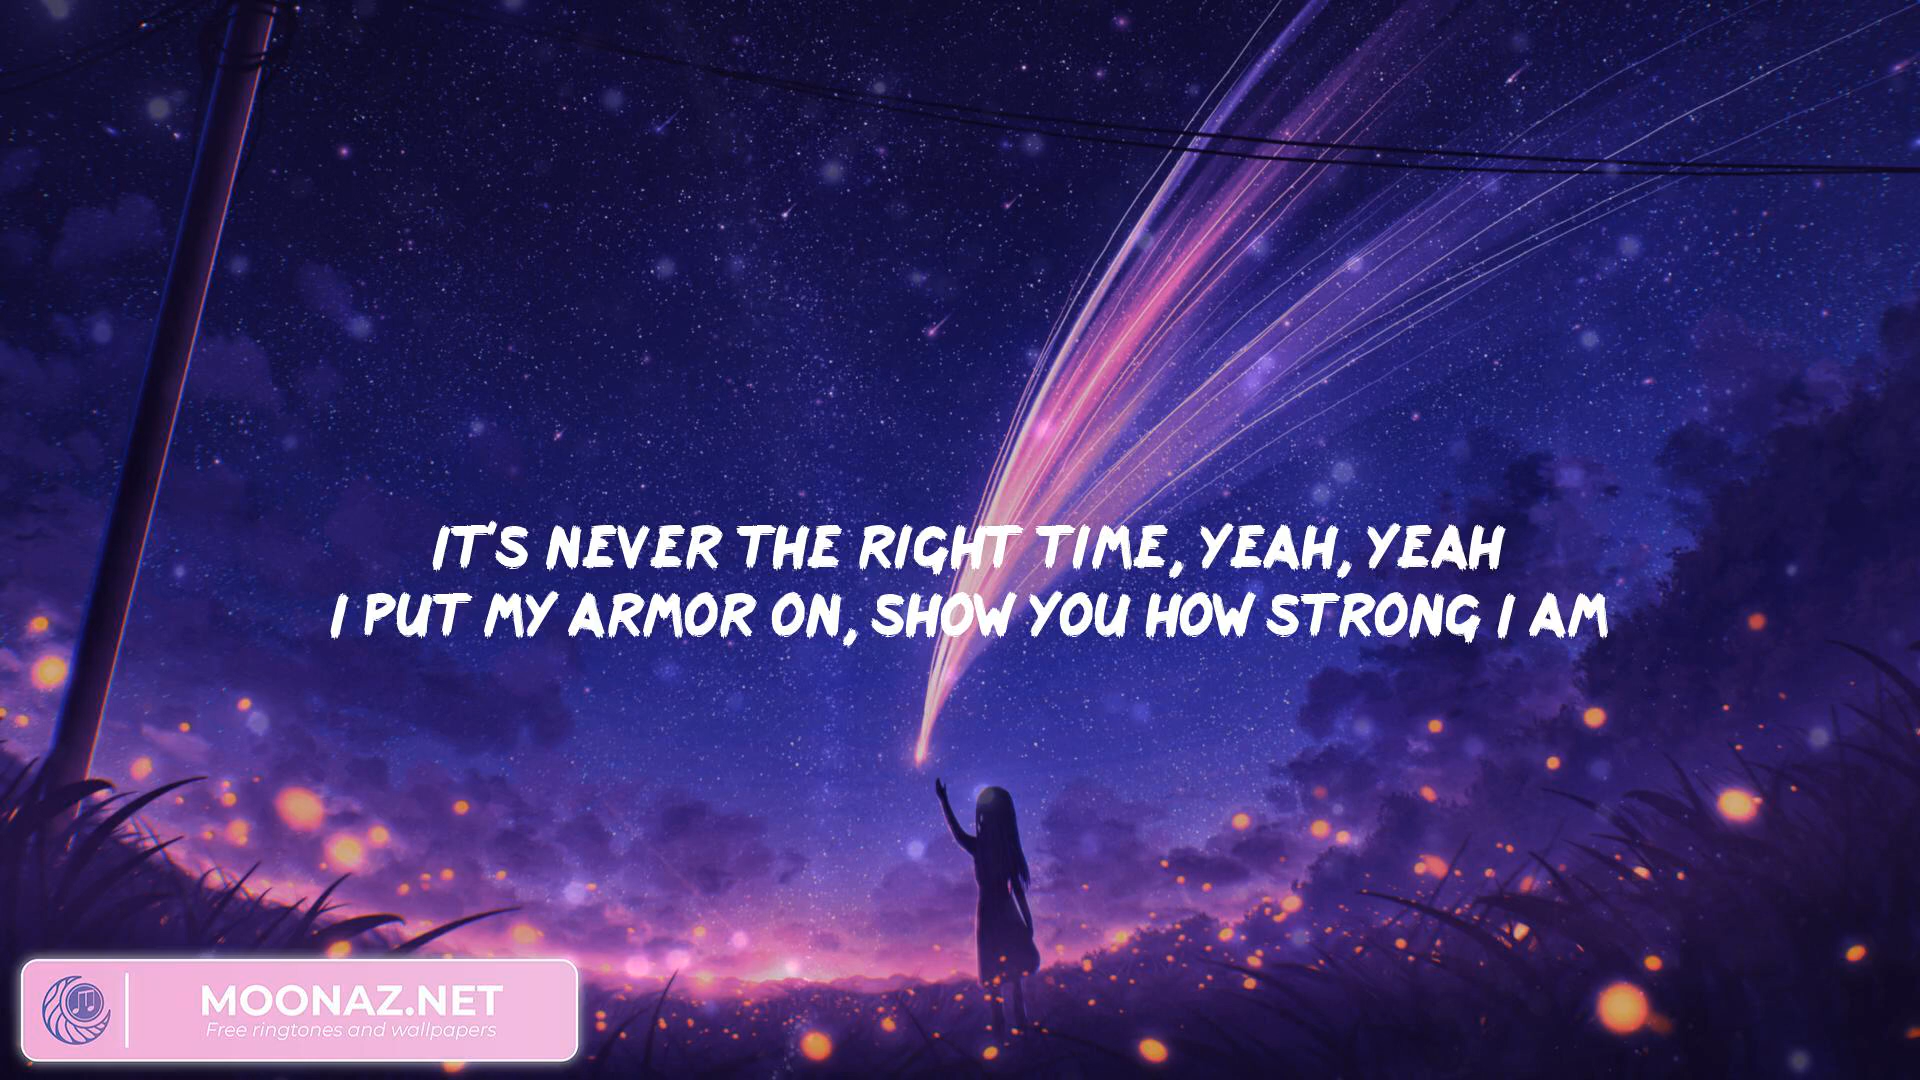 IT'S NEVER THE RIGHT TIME, YEAH, YEAH
I PUT MY ARMOR ON, SHOW YOU HOW STRONG I AM
MOONAZ.NET
Free ringtones and wallpapers